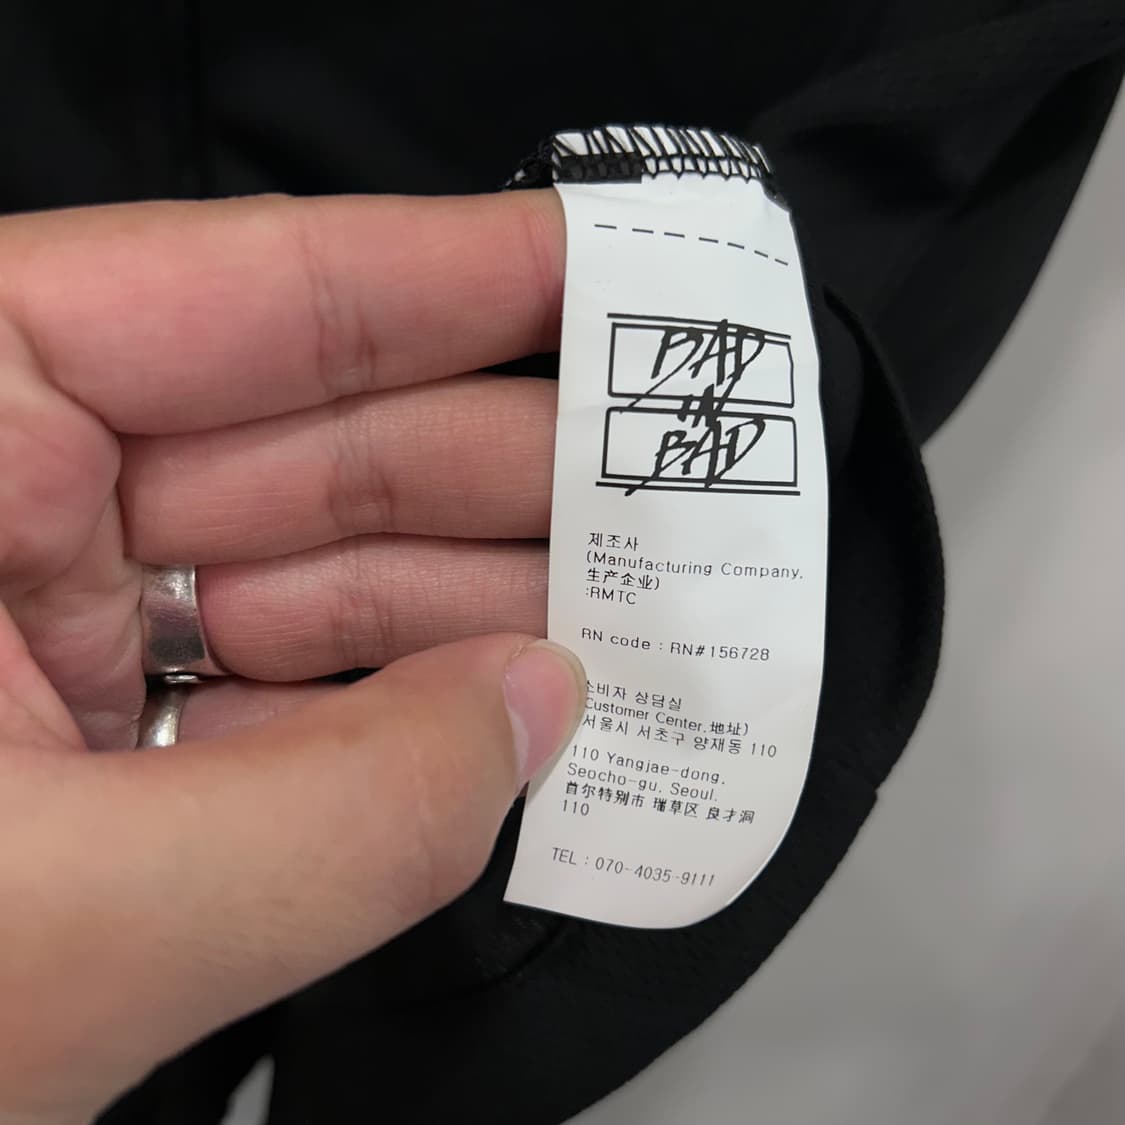 BAD
IN
BAD
제조사
(Manufacturing Company,
生产企业)
:RMTC
RN code : RN#156728
소비자 상담실
(Customer Center,地址)
서울시 서초구 양재동 110
110 Yangjae-dong,
Seocho-gu, Seoul,
首尔特别市 瑞草区 良才洞
110
TEL : 070-4035-9111